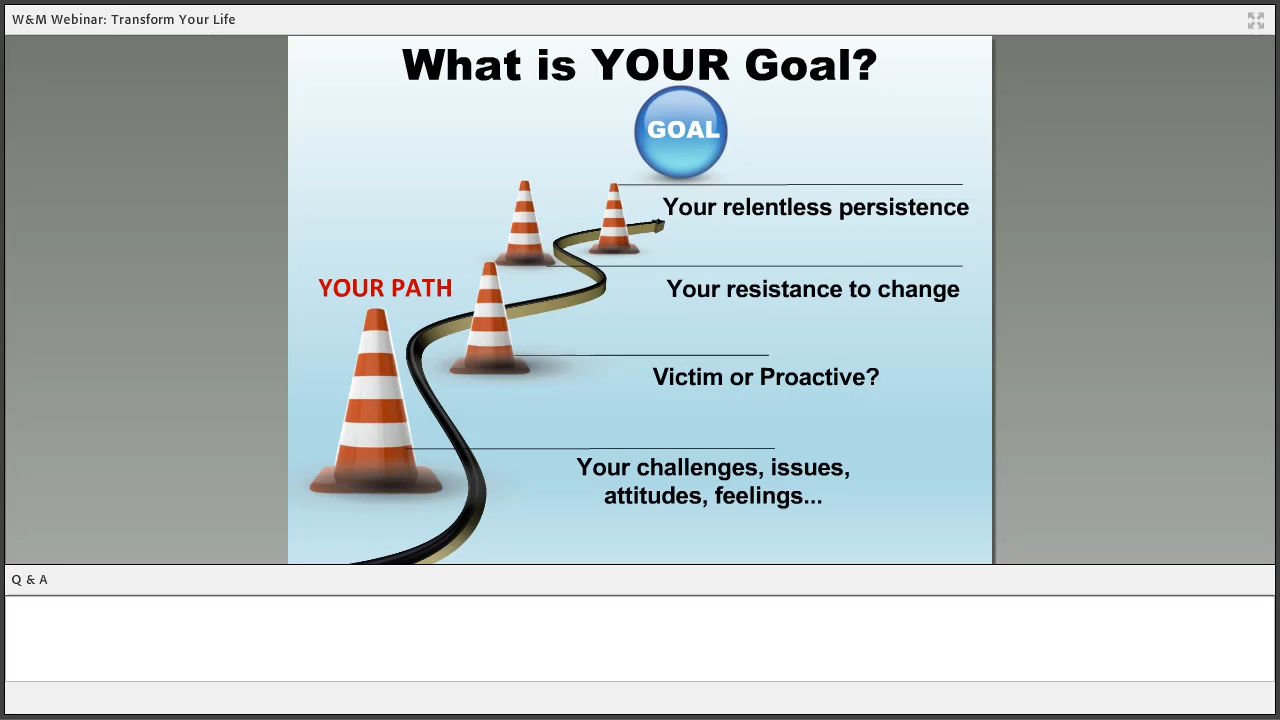 W&M Webinar: Transform Your Life
What is YOUR Goal?
GOAL
Your relentless persistence
YOUR PATH
Your resistance to change
Victim or Proactive?
Your challenges, issues,
attitudes, feelings...
Q & A